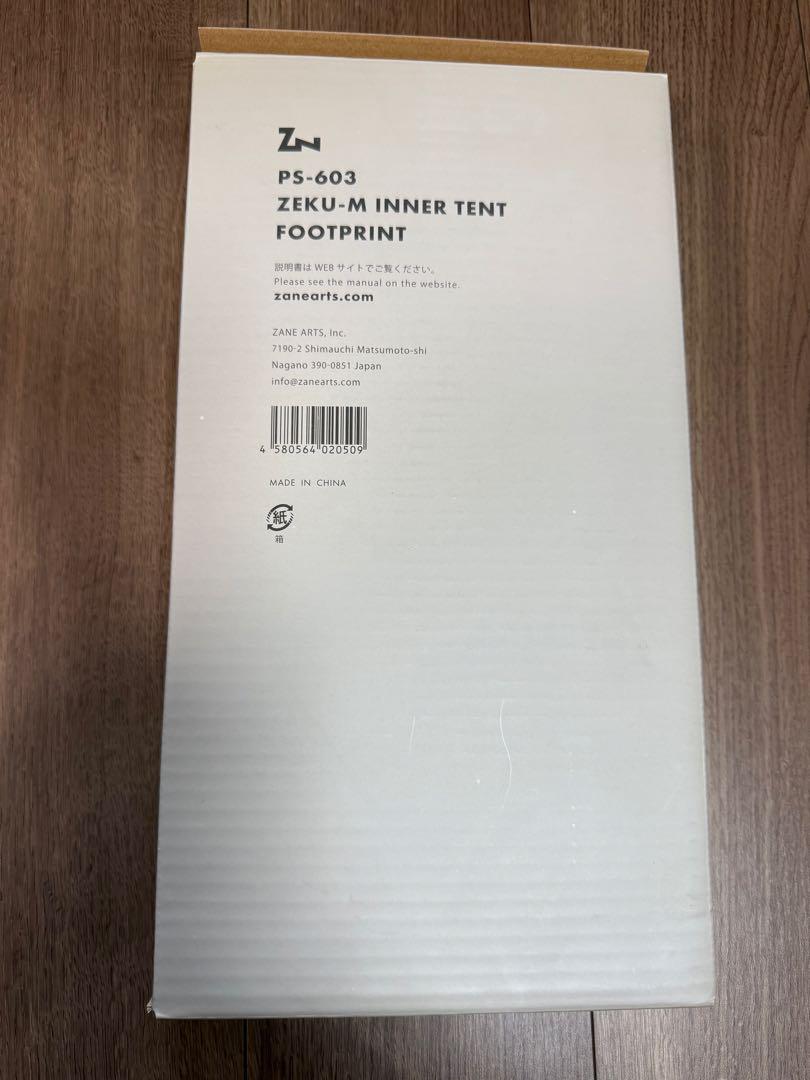 ZN
PS-603
ZEKU-M INNER TENT
FOOTPRINT
説明書は WEB サイトでご覧ください。
Please see the manual on the website.
zanearts.com
ZANE ARTS, Inc.
7190-2 Shimauchi Matsumoto-shi
Nagano 390-0851 Japan
info@zanearts.com
4 580564 020509
MADE IN CHINA
紙
箱